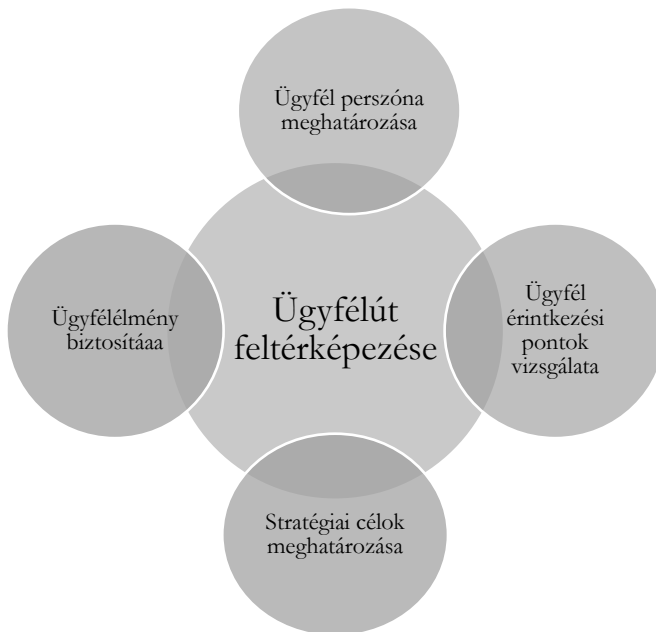 Ügyfél perszóna
meghatározása
Ügyfélélmény
biztosítáaa
Ügyfélút
feltérképezése
Ügyfél
érintkezési
pontok
vizsgálata
Stratégiai célok
meghatározása